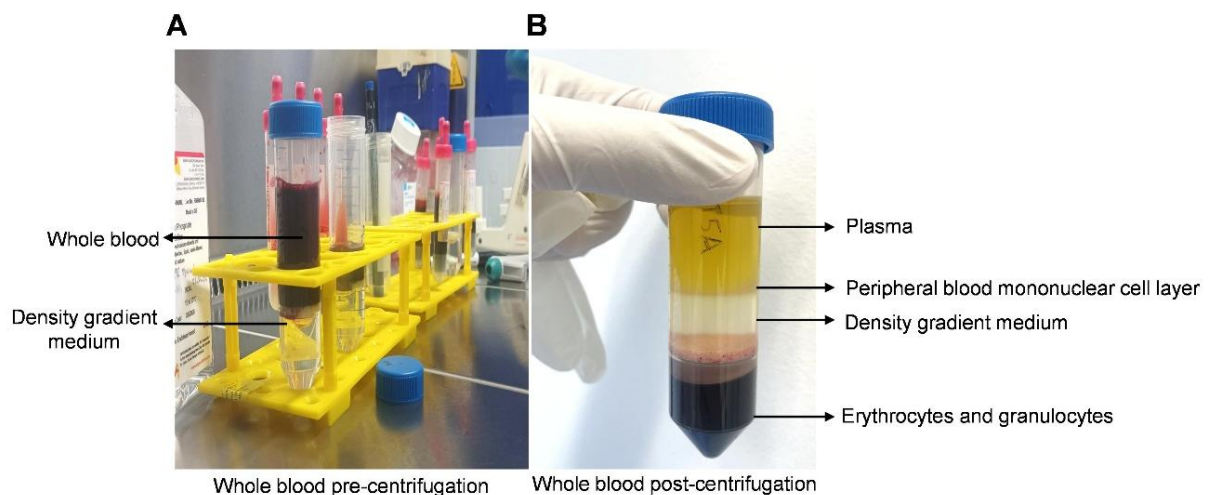 A
B
Whole blood
Density gradient
medium
Plasma
Peripheral blood mononuclear cell layer
Density gradient medium
Erythrocytes and granulocytes
5A
Whole blood pre-centrifugation
Whole blood post-centrifugation